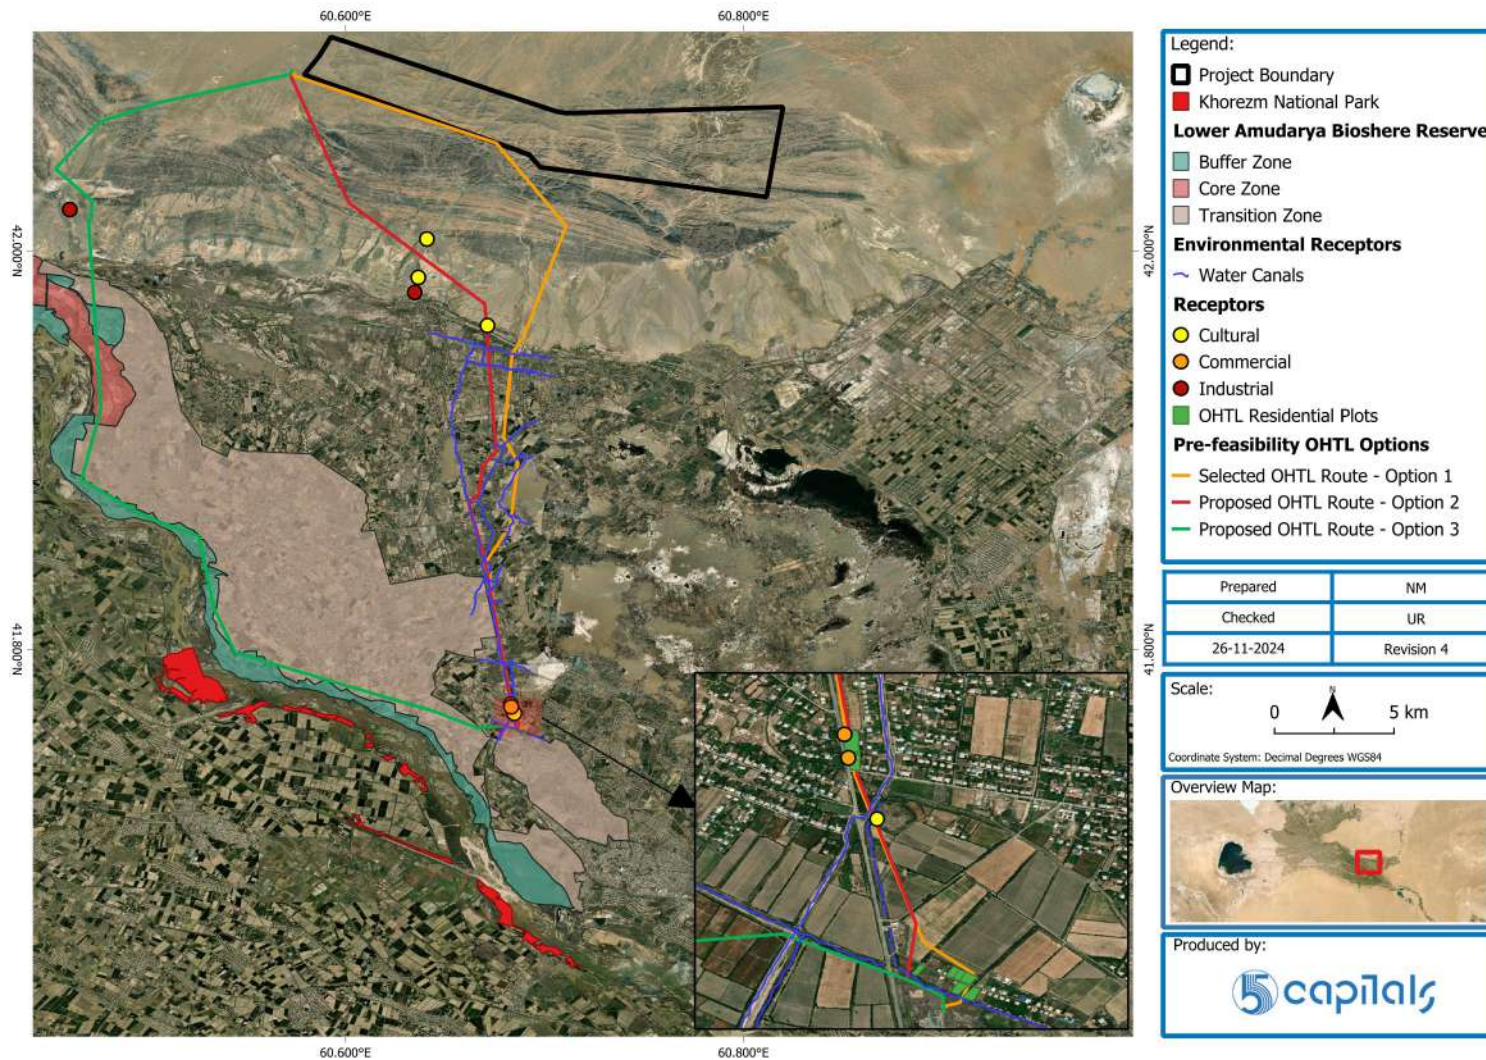 60.600°E
60.800°E
42.000°N
42.000°N
41.800°N
41.800°N
60.600°E
60.800°E
Legend:
Project Boundary
Khorezm National Park
Lower Amudarya Bioshere Reserve
Buffer Zone
Core Zone
Transition Zone
Environmental Receptors
Water Canals
Receptors
Cultural
Commercial
Industrial
OHTL Residential Plots
Pre-feasibility OHTL Options
Selected OHTL Route - Option 1
Proposed OHTL Route - Option 2
Proposed OHTL Route - Option 3
Prepared NM
Checked UR
26-11-2024 Revision 4
Scale:
N
0 5 km
Coordinate System: Decimal Degrees WGS84
Overview Map:
Produced by:
5 capitals